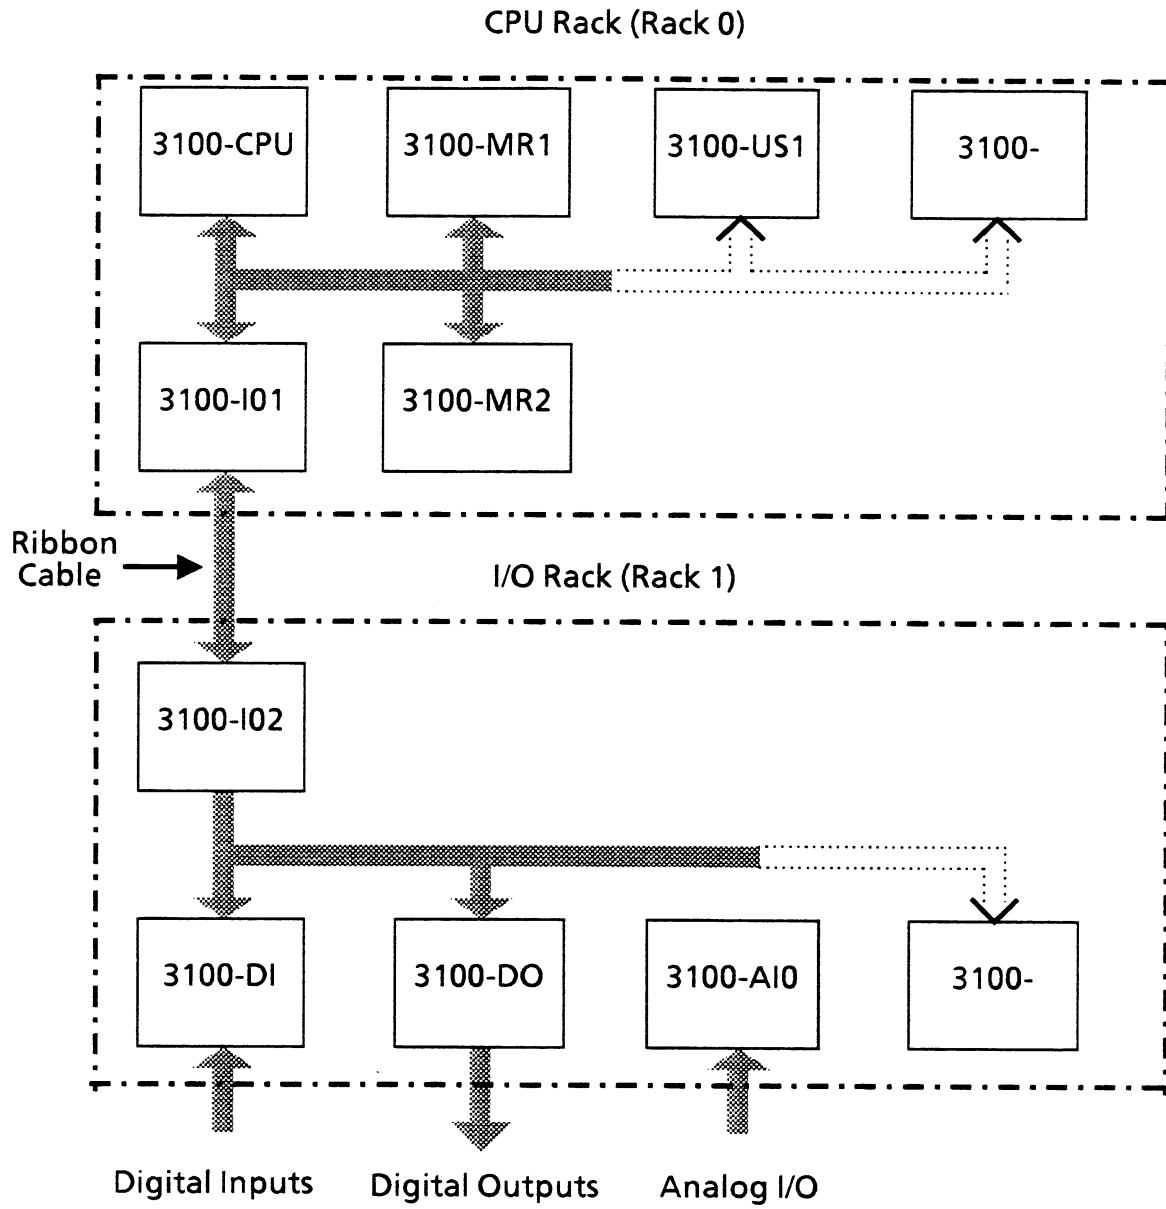 CPU Rack (Rack 0)
3100-CPU
3100-MR1
3100-US1
3100-
3100-I01
3100-MR2
Ribbon
Cable
I/O Rack (Rack 1)
3100-I02
3100-DI
3100-DO
3100-AI0
3100-
Digital Inputs
Digital Outputs
Analog I/O